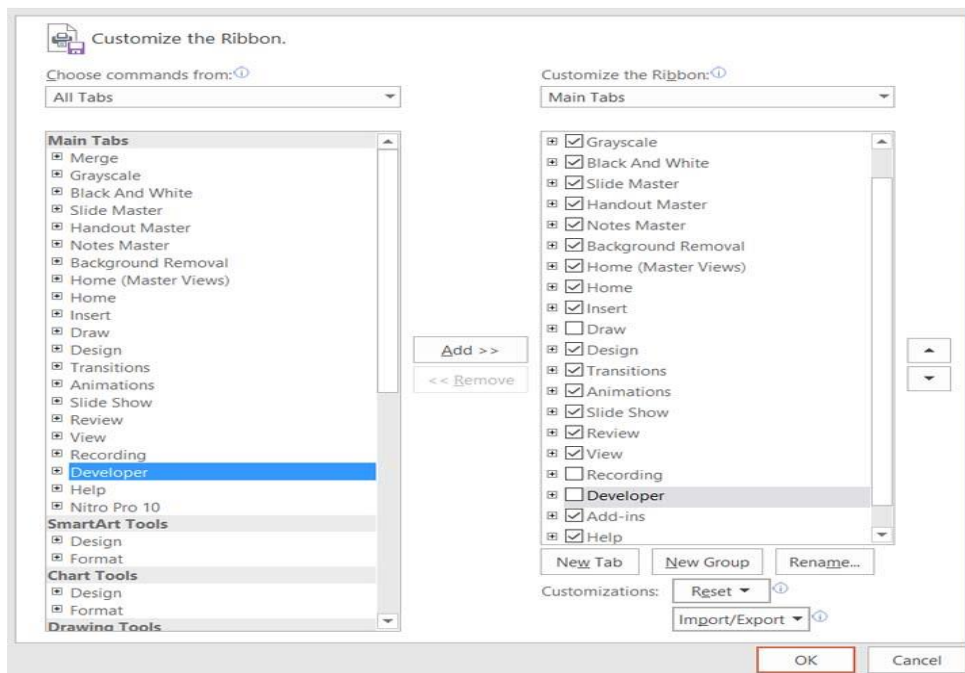 Customize the Ribbon.
Choose commands from:
All Tabs
Main Tabs
Merge
Grayscale
Black And White
Slide Master
Handout Master
Notes Master
Background Removal
Home (Master Views)
Home
Insert
Draw
Design
Transitions
Animations
Slide Show
Review
View
Recording
Developer
Help
Nitro Pro 10
SmartArt Tools
Design
Format
Chart Tools
Design
Format
Drawing Tools
Add >>
<< Remove
Customize the Ribbon:
Main Tabs
Grayscale
Black And White
Slide Master
Handout Master
Notes Master
Background Removal
Home (Master Views)
Home
Insert
Draw
Design
Transitions
Animations
Slide Show
Review
View
Recording
Developer
Add-ins
Help
New Tab New Group Rename...
Customizations: Reset
Import/Export
OK Cancel